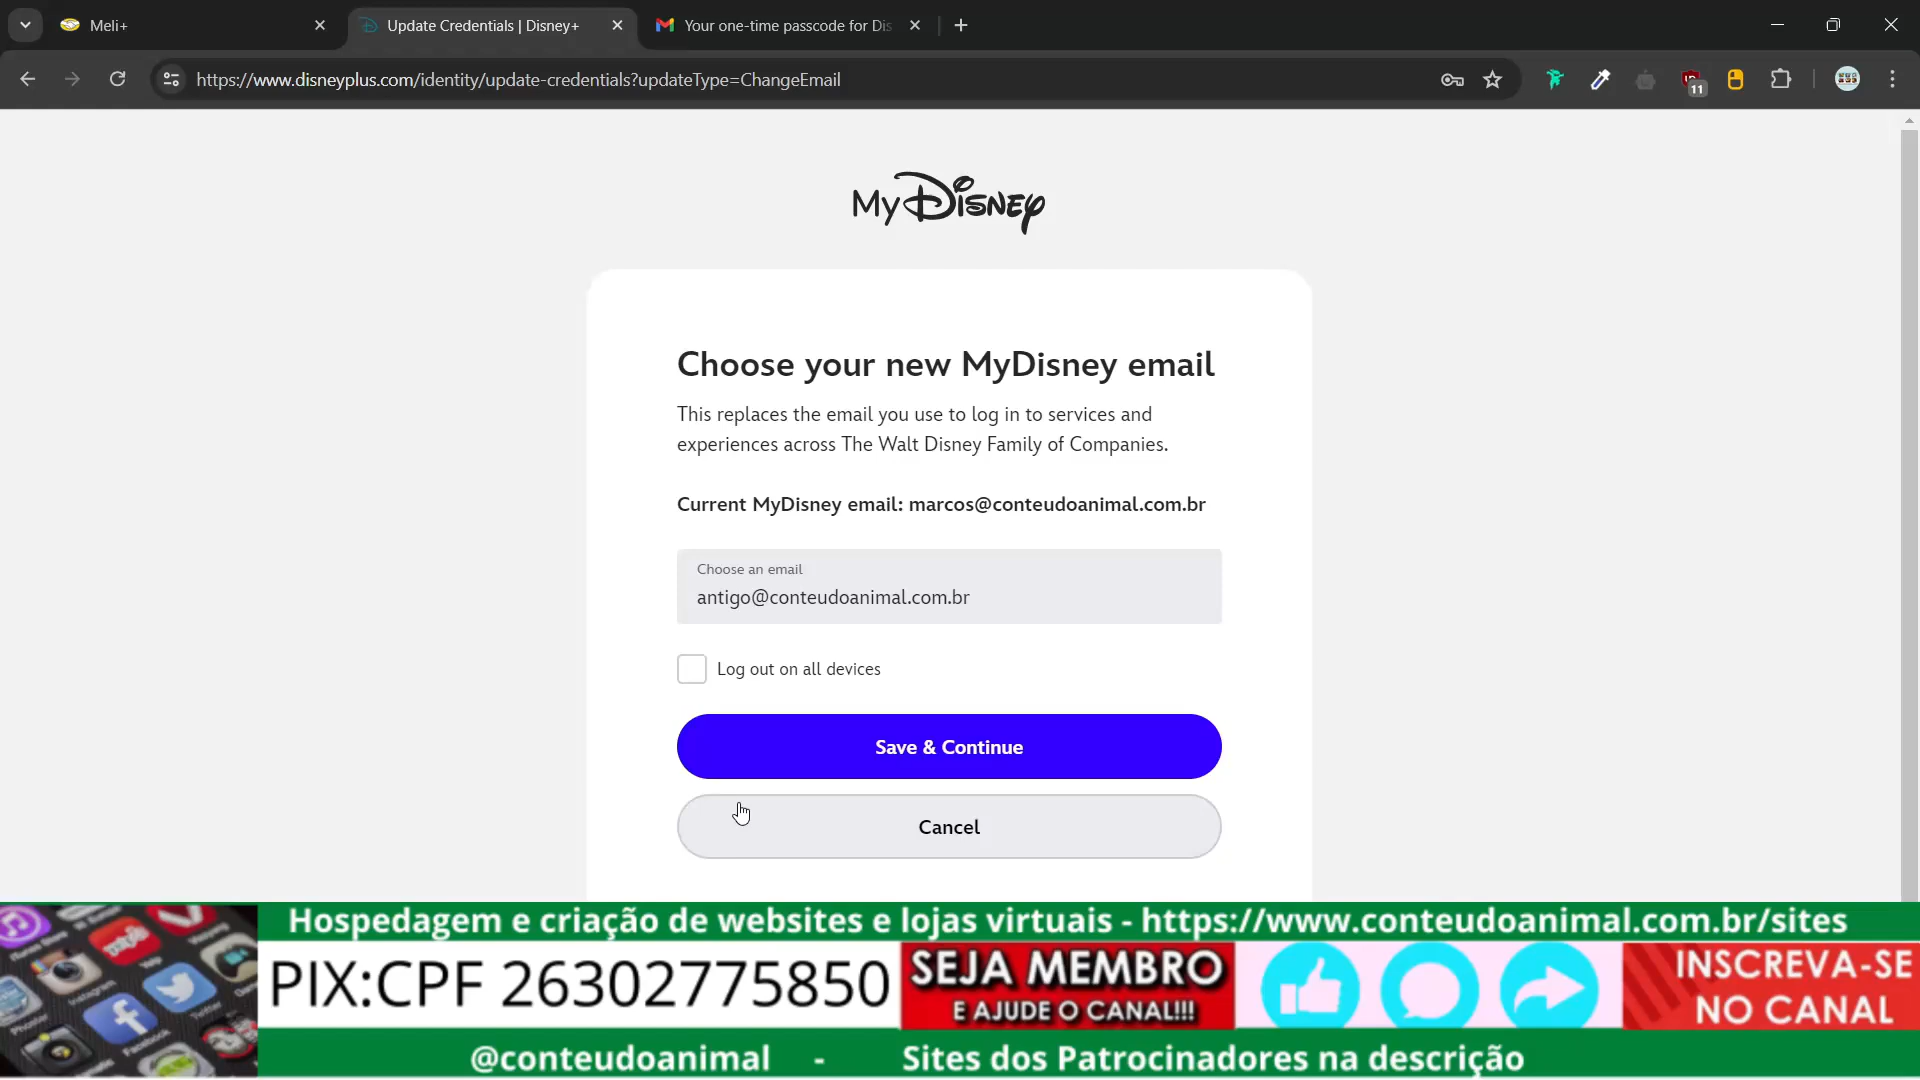 Meli+
Update Credentials | Disney+
Your one-time passcode for Dis
https://www.disneyplus.com/identity/update-credentials?updateType=ChangeEmail
11
MyDisney
Choose your new MyDisney email
This replaces the email you use to log in to services and
experiences across The Walt Disney Family of Companies.
Current MyDisney email: marcos@conteudoanimal.com.br
Choose an email
antigo@conteudoanimal.com.br
Log out on all devices
Save & Continue
Cancel
Hospedagem e criação de websites e lojas virtuais - https://www.conteudoanimal.com.br/sites
PIX:CPF 26302775850
SEJA MEMBRO
E AJUDE O CANAL!!!
INSCREVA-SE
NO CANAL
@conteudoanimal - Sites dos Patrocinadores na descrição